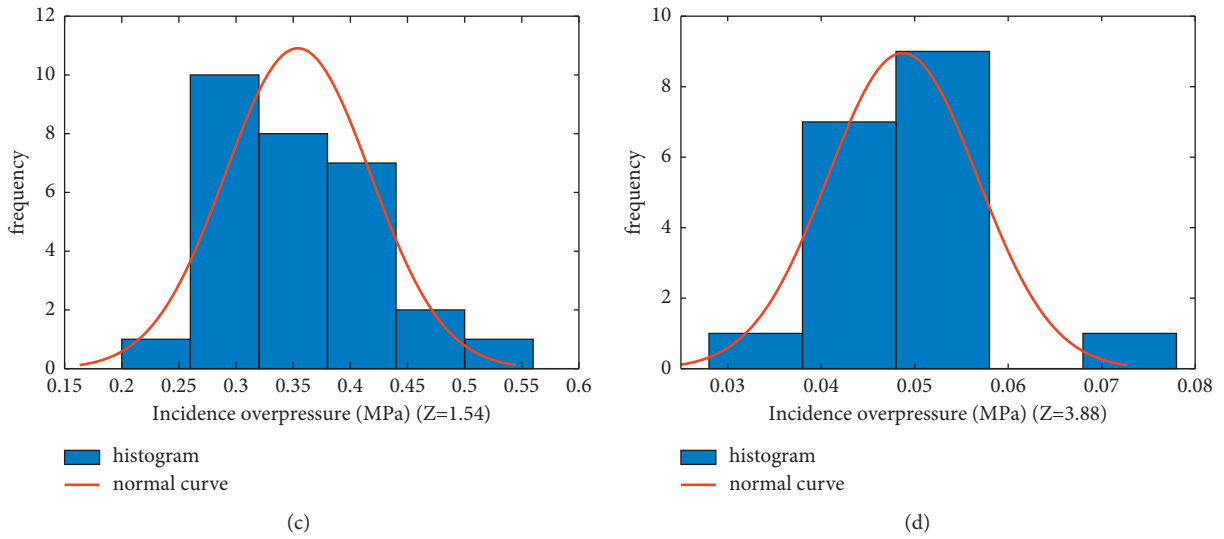 12
10
8
6
4
2
0
frequency
0.15 0.2 0.25 0.3 0.35 0.4 0.45 0.5 0.55 0.6
Incidence overpressure (MPa) (Z=1.54)
histogram
normal curve
(c)
10
8
6
4
2
0
frequency
0.03 0.04 0.05 0.06 0.07 0.08
Incidence overpressure (MPa) (Z=3.88)
histogram
normal curve
(d)